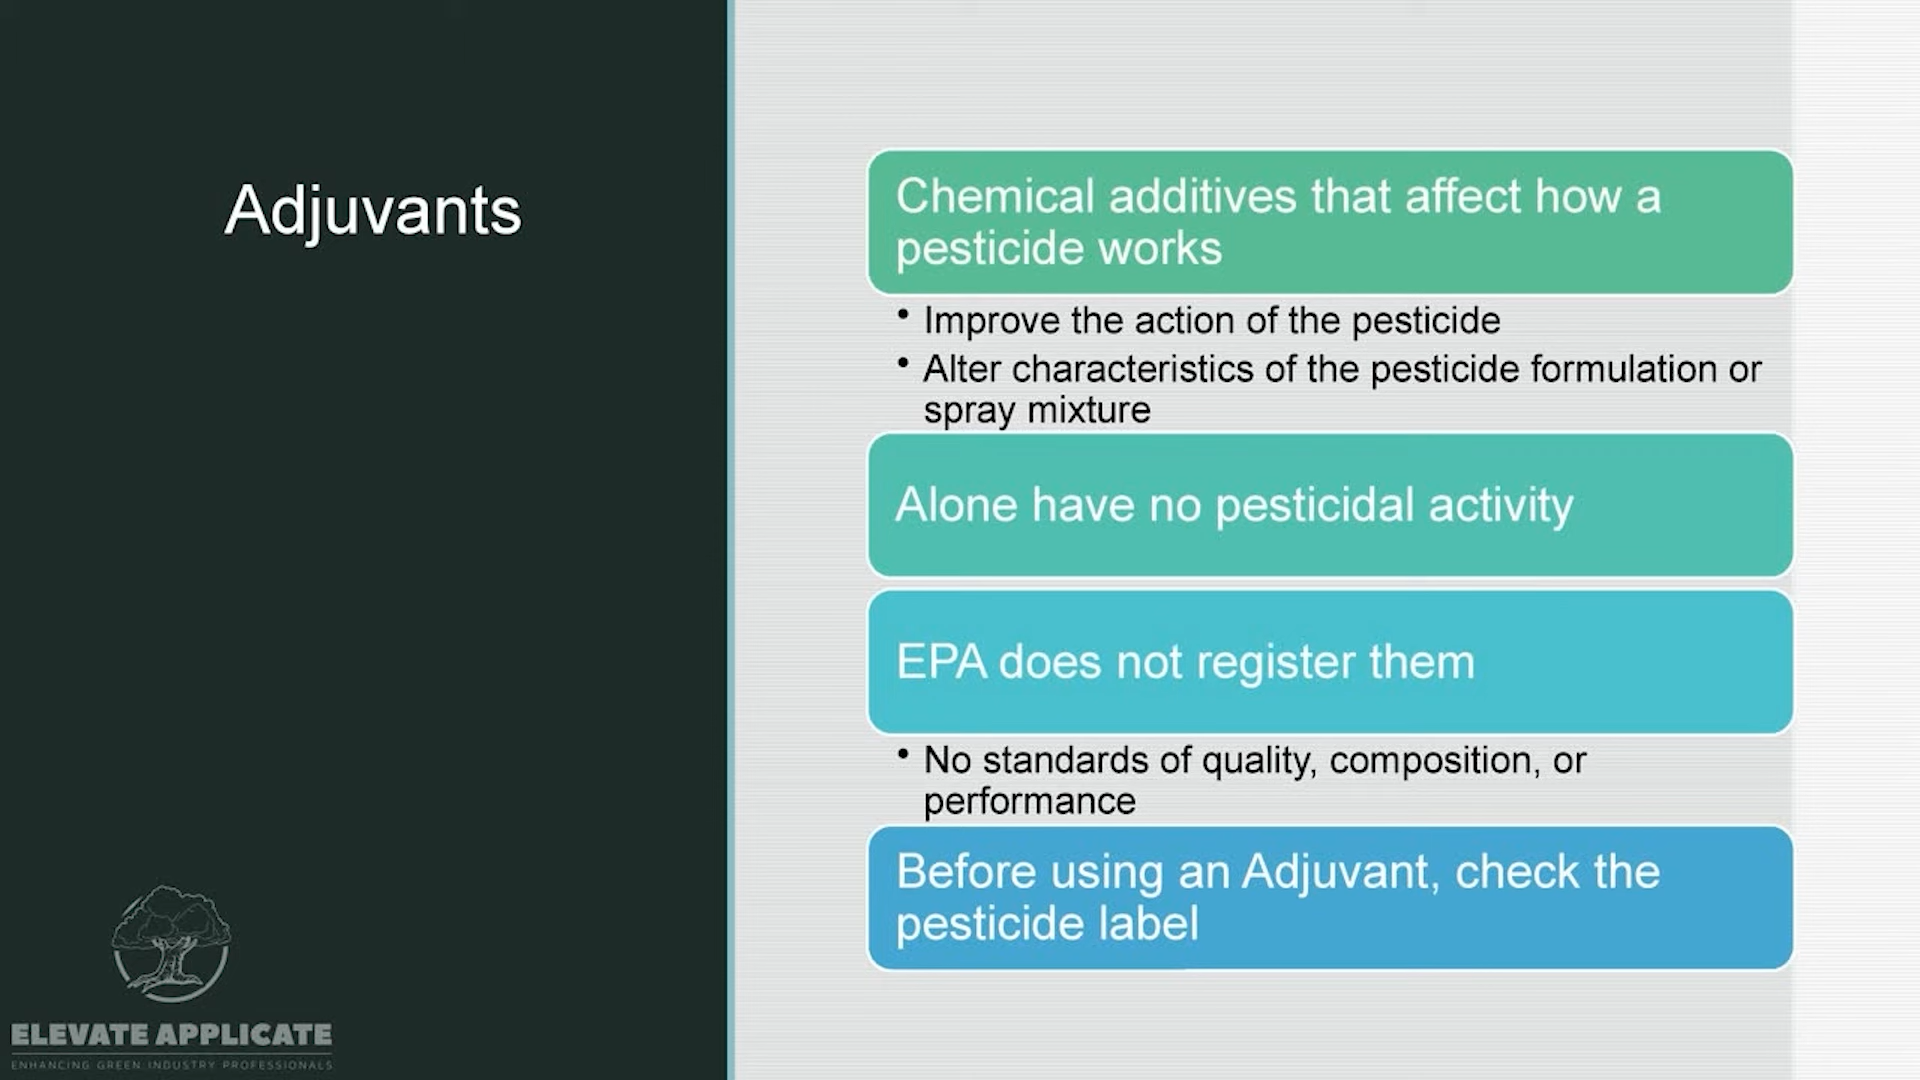 Adjuvants
Chemical additives that affect how a
pesticide works
• Improve the action of the pesticide
• Alter characteristics of the pesticide formulation or
spray mixture
Alone have no pesticidal activity
EPA does not register them
• No standards of quality, composition, or
performance
Before using an Adjuvant, check the
pesticide label
ELEVATE APPLICATE
ENHANCING GREEN INDUSTRY PROFESSIONALS